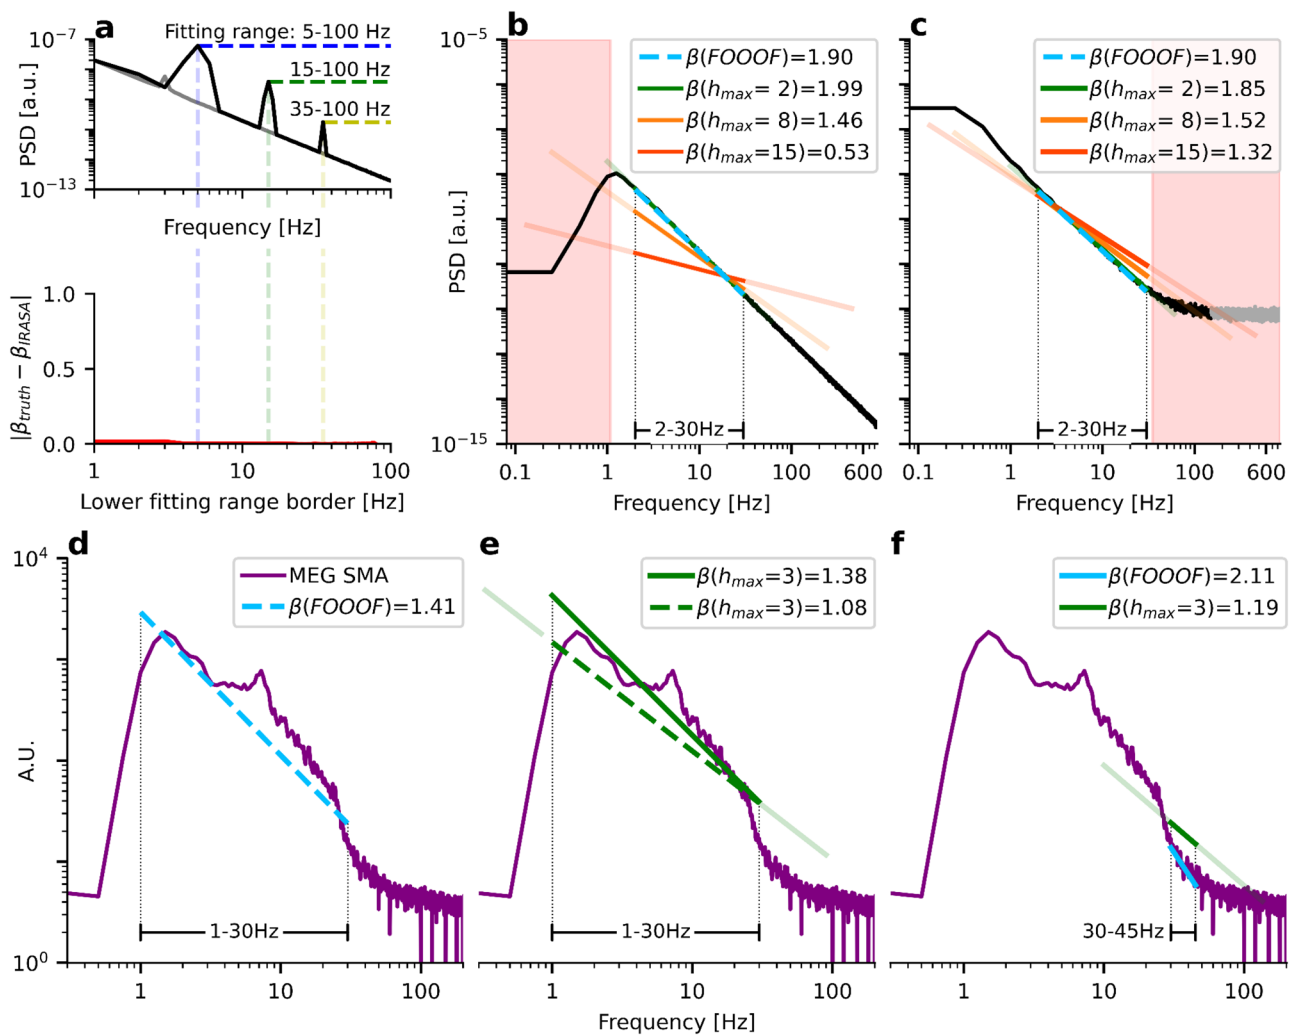 a
Fitting range: 5-100 Hz
15-100 Hz
35-100 Hz
10⁻⁷
10⁻¹³
PSD [a.u.]
Frequency [Hz]
|β_truth − β_IRASA|
1.0
0.5
0.0
1 10 100
Lower fitting range border [Hz]
b
β(FOOOF)=1.90
β(h_max= 2)=1.99
β(h_max= 8)=1.46
β(h_max=15)=0.53
10⁻⁵
10⁻¹⁵
PSD [a.u.]
2-30Hz
0.1 1 10 100 600
Frequency [Hz]
c
β(FOOOF)=1.90
β(h_max= 2)=1.85
β(h_max= 8)=1.52
β(h_max=15)=1.32
2-30Hz
0.1 1 10 100 600
Frequency [Hz]
d
MEG SMA
β(FOOOF)=1.41
10⁴
10⁰
A.U.
1-30Hz
1 10 100
e
β(h_max=3)=1.38
β(h_max=3)=1.08
1-30Hz
1 10 100
Frequency [Hz]
f
β(FOOOF)=2.11
β(h_max=3)=1.19
30-45Hz
1 10 100